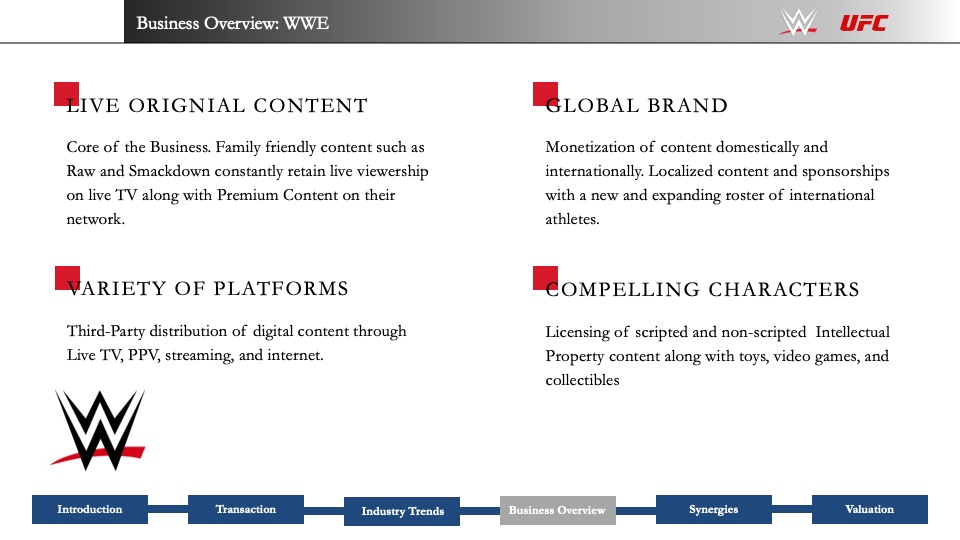 Business Overview: WWE
W
UFC
LIVE ORIGNIAL CONTENT
Core of the Business. Family friendly content such as
Raw and Smackdown constantly retain live viewership
on live TV along with Premium Content on their
network.
GLOBAL BRAND
Monetization of content domestically and
internationally. Localized content and sponsorships
with a new and expanding roster of international
athletes.
VARIETY OF PLATFORMS
Third-Party distribution of digital content through
Live TV, PPV, streaming, and internet.
COMPELLING CHARACTERS
Licensing of scripted and non-scripted  Intellectual
Property content along with toys, video games, and
collectibles
W
Introduction
Transaction
Industry Trends
Business Overview
Synergies
Valuation